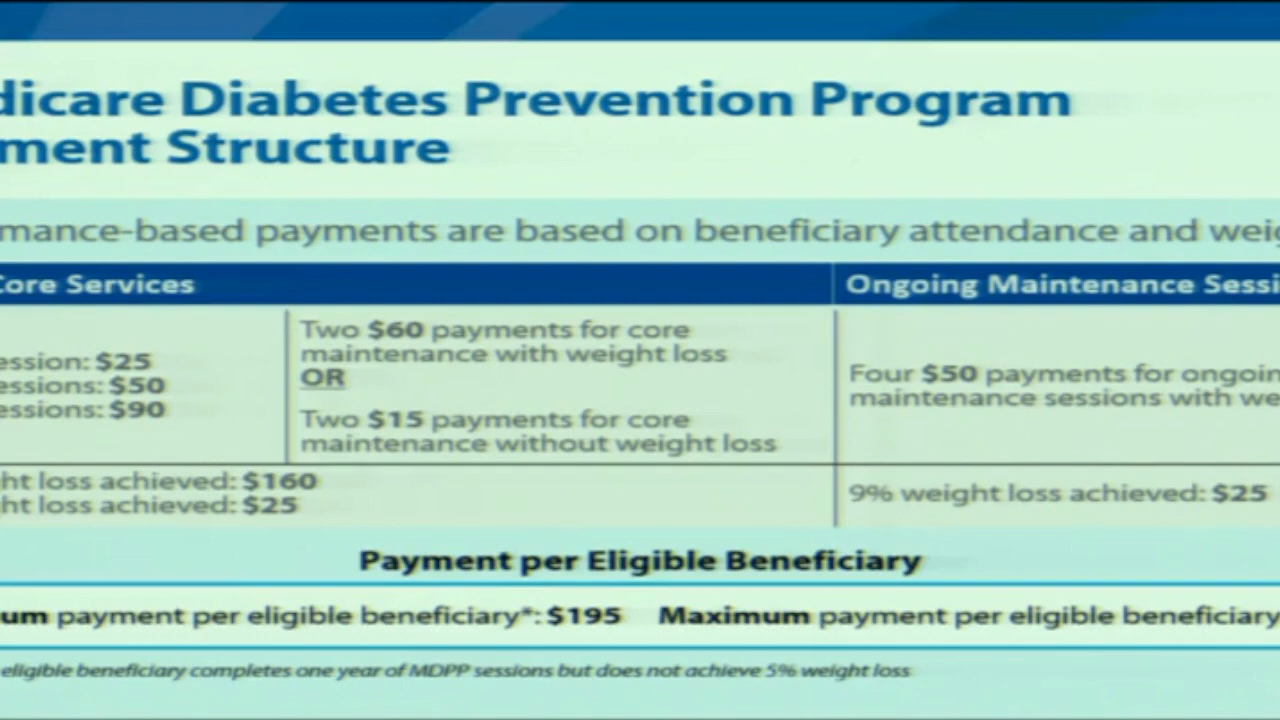 dicare Diabetes Prevention Program
ment Structure
mance-based payments are based on beneficiary attendance and weig
Core Services
Ongoing Maintenance Sessi
ession: $25
essions: $50
essions: $90
Two $60 payments for core
maintenance with weight loss
OR
Two $15 payments for core
maintenance without weight loss
Four $50 payments for ongoin
maintenance sessions with we
ht loss achieved: $160
ht loss achieved: $25
9% weight loss achieved: $25
Payment per Eligible Beneficiary
um payment per eligible beneficiary*: $195 Maximum payment per eligible beneficiary
eligible beneficiary completes one year of MDPP sessions but does not achieve 5% weight loss